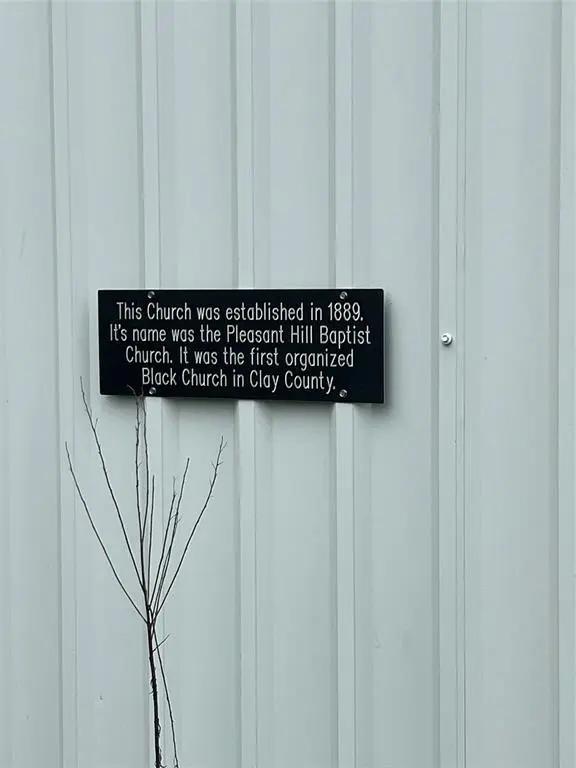 This Church was established in 1889.
It's name was the Pleasant Hill Baptist
Church. It was the first organized
Black Church in Clay County.